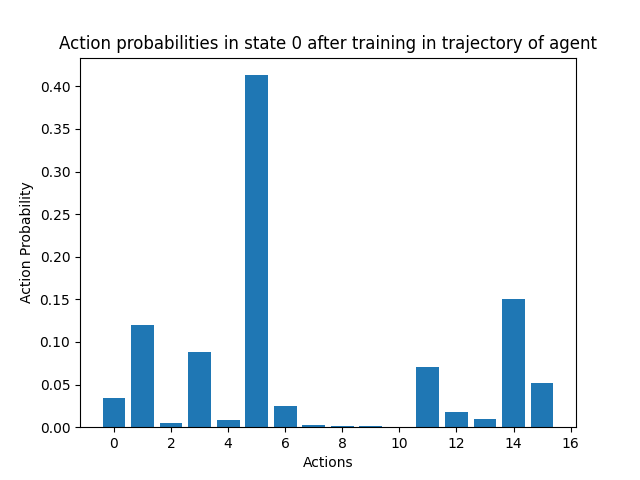 Action probabilities in state 0 after training in trajectory of agent
0.40
0.35
0.30
0.25
0.20
0.15
0.10
0.05
0.00
Action Probability
0 2 4 6 8 10 12 14 16
Actions